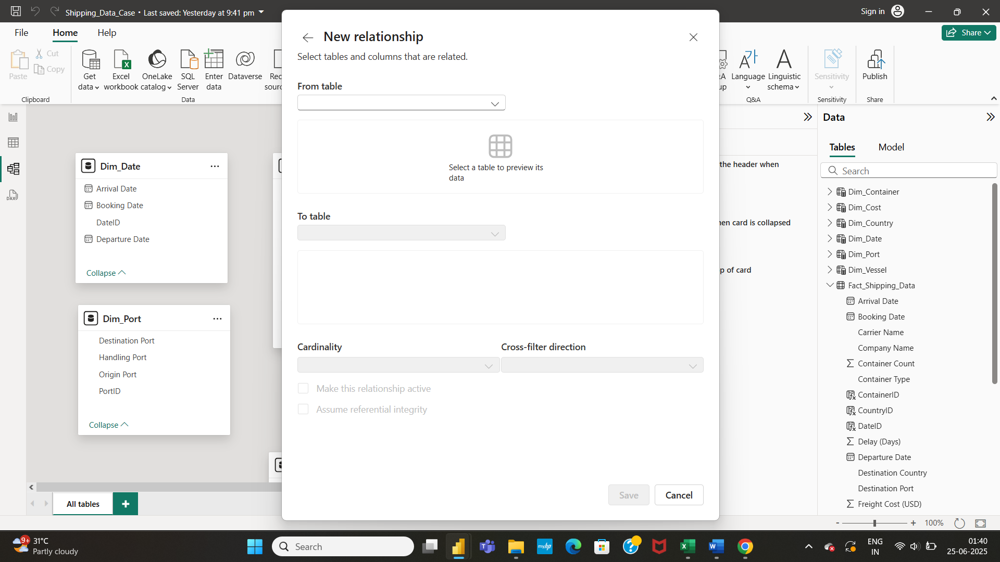 Shipping_Data_Case • Last saved: Yesterday at 9:41 pm
Sign in
File
Home
Help
Share
Paste
Cut
Copy
Clipboard
Get data
Excel workbook
OneLake catalog
SQL Server
Enter data
Dataverse
Rec
sourc
Data
Language
Linguistic schema
Q&A
Sensitivity
Sensitivity
Publish
Share
New relationship
Select tables and columns that are related.
From table
Select a table to preview its
data
To table
Cardinality
Cross-filter direction
Make this relationship active
Assume referential integrity
Save
Cancel
Dim_Date
Arrival Date
Booking Date
DateID
Departure Date
Collapse
Dim_Port
Destination Port
Handling Port
Origin Port
PortID
Collapse
All tables
the header when
en card is collapsed
p of card
Data
Tables
Model
Search
Dim_Container
Dim_Cost
Dim_Country
Dim_Date
Dim_Port
Dim_Vessel
Fact_Shipping_Data
Arrival Date
Booking Date
Carrier Name
Company Name
Container Count
Container Type
ContainerID
CountryID
DateID
Delay (Days)
Departure Date
Destination Country
Destination Port
Freight Cost (USD)
- + 100%
9+
31°C
Partly cloudy
Search
myhp
ENG
IN
01:40
25-06-2025